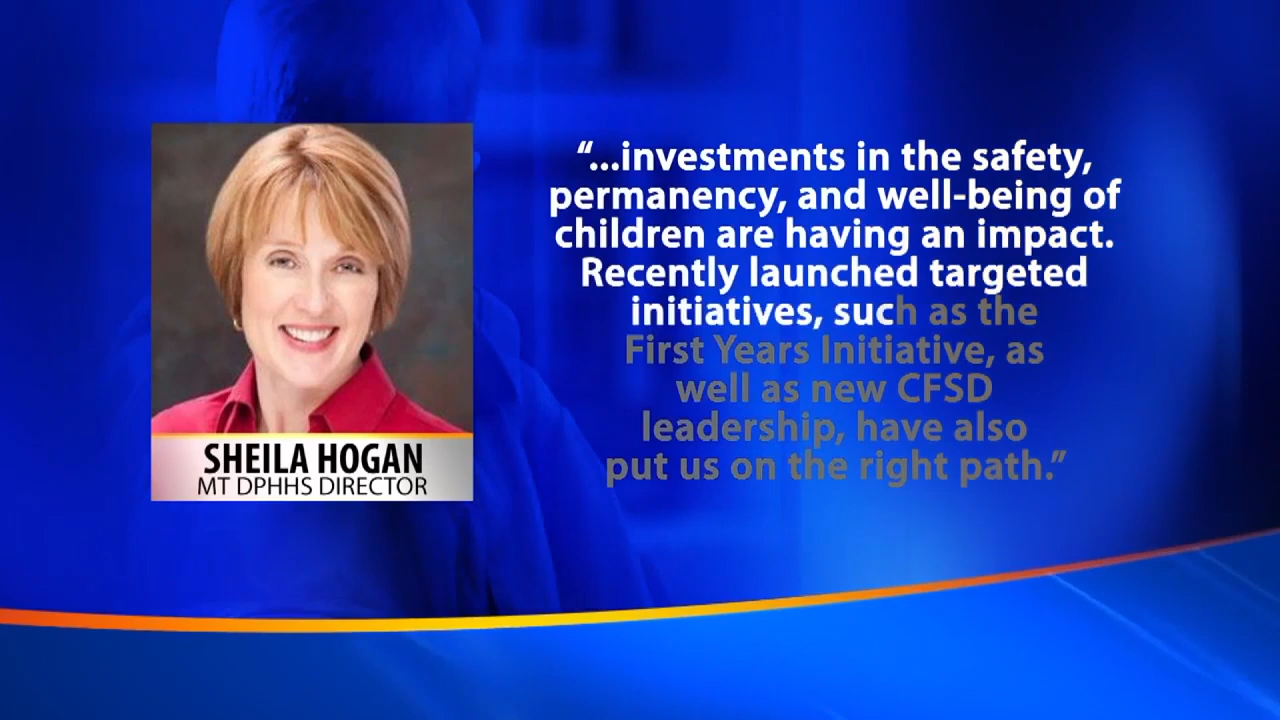 “...investments in the safety,
permanency, and well-being of
children are having an impact.
Recently launched targeted
initiatives, such as the
First Years Initiative, as
well as new CFSD
leadership, have also
put us on the right path.”
SHEILA HOGAN
MT DPHHS DIRECTOR